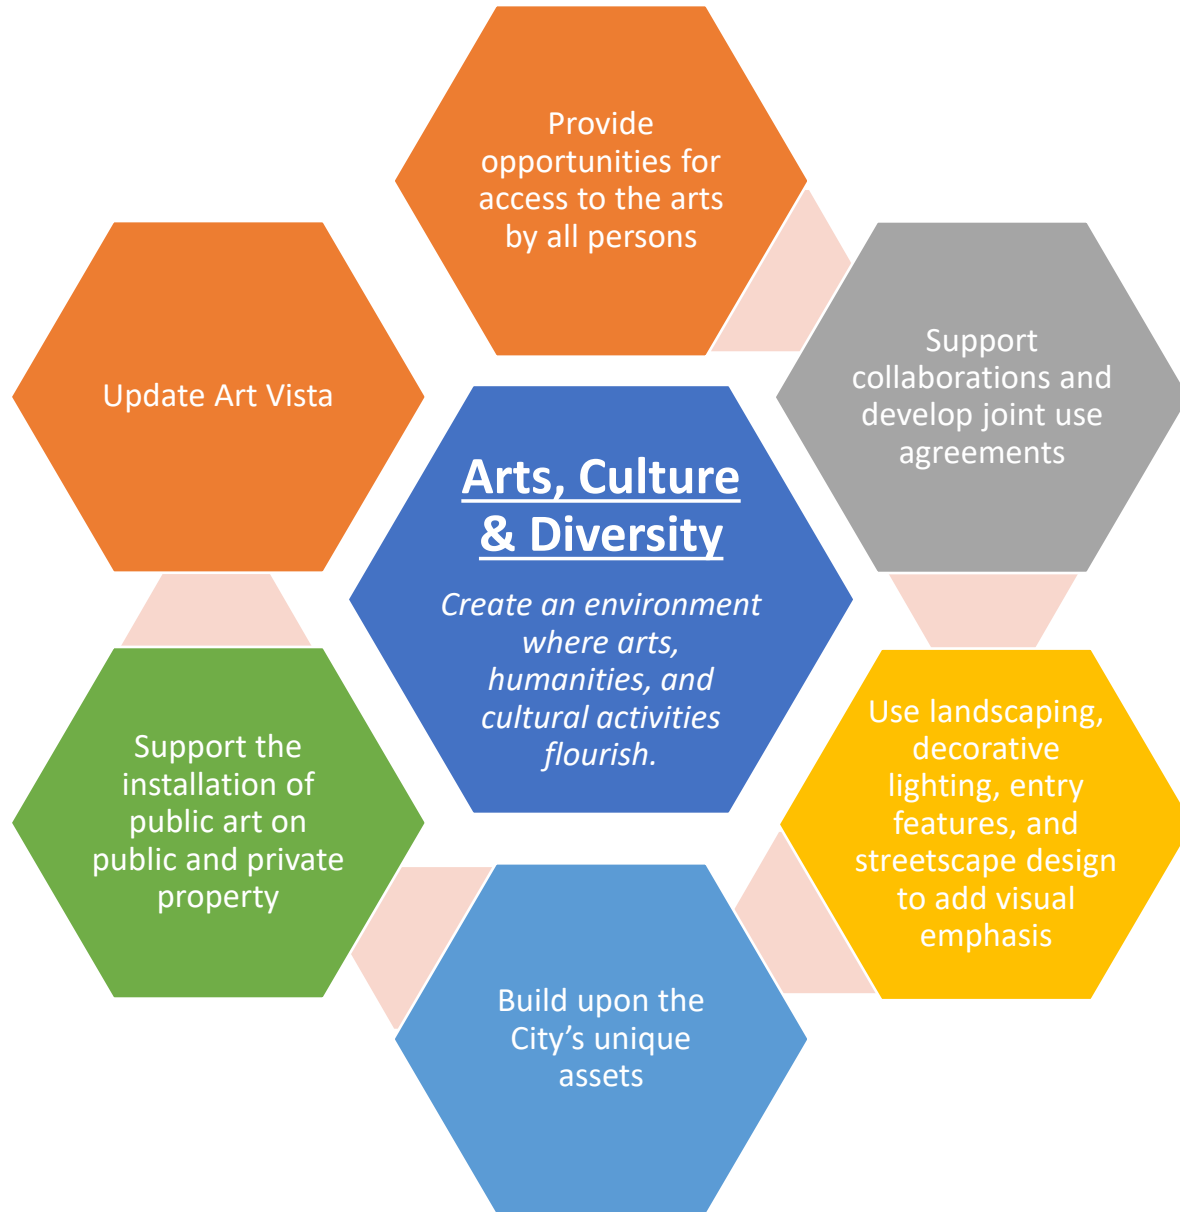 Provide
opportunities for
access to the arts
by all persons
Support
collaborations and
develop joint use
agreements
Use landscaping,
decorative
lighting, entry
features, and
streetscape design
to add visual
emphasis
Build upon the
City’s unique
assets
Support the
installation of
public art on
public and private
property
Update Art Vista
Arts, Culture
& Diversity
Create an environment
where arts,
humanities, and
cultural activities
flourish.